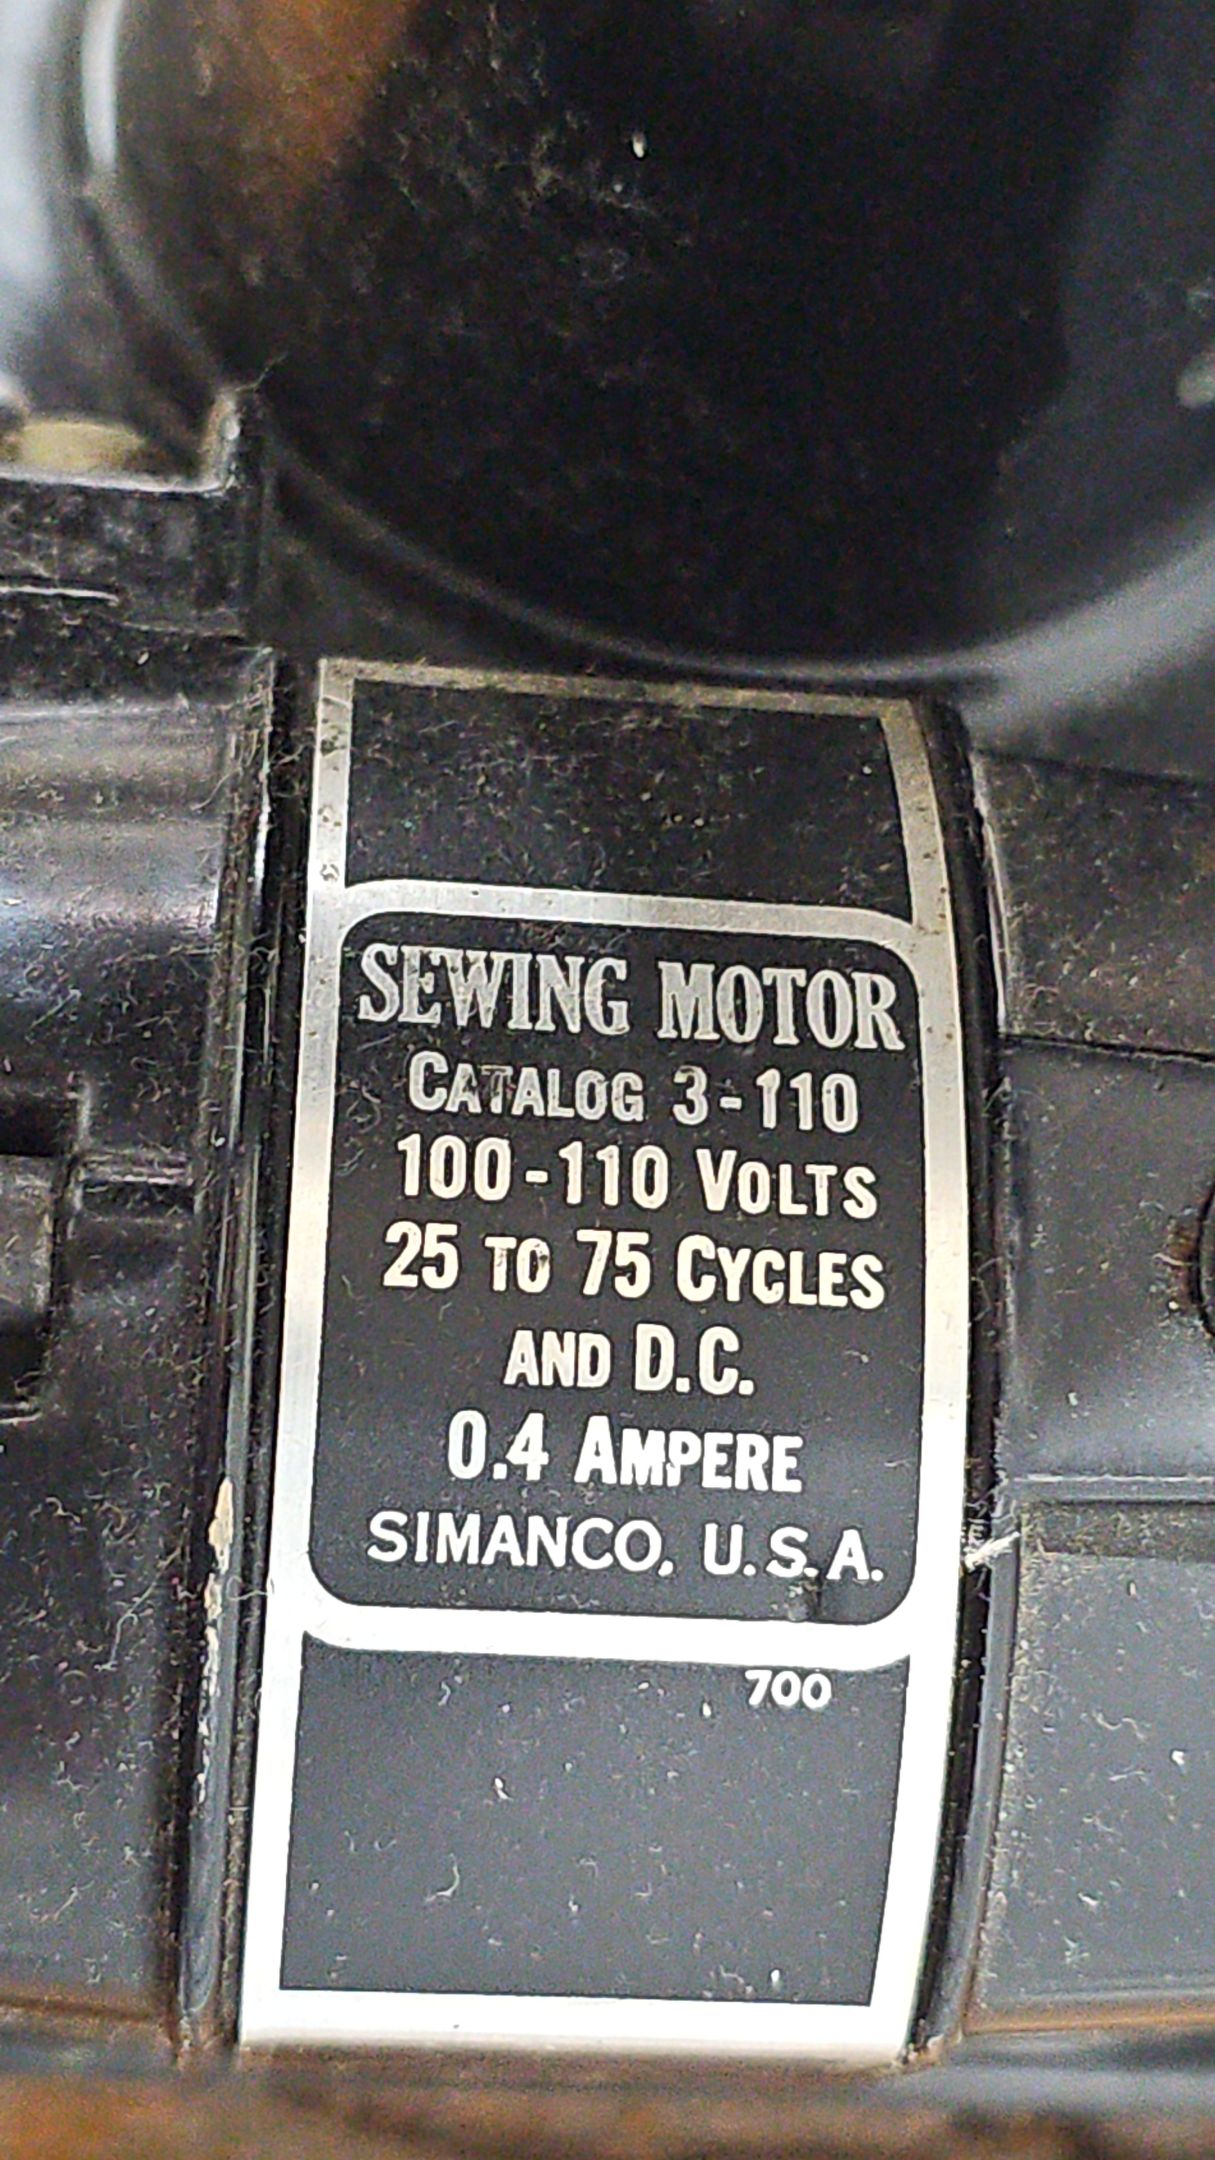 SEWING MOTOR
CATALOG 3-110
100-110 VOLTS
25 TO 75 CYCLES
AND D.C.
0.4 AMPERE
SIMANCO, U.S.A.
700